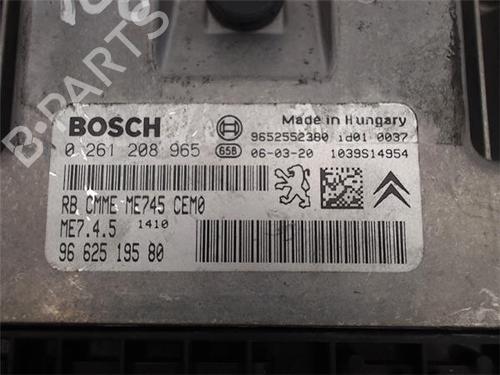 B-PARTS
BOSCH
Made in Hungary
9652552380 id01 0037
0 261 208 965 65B 06-03-20 1039S14954
RB CMME ME745 CEM0
ME7.4.5 1410
96 625 195 80